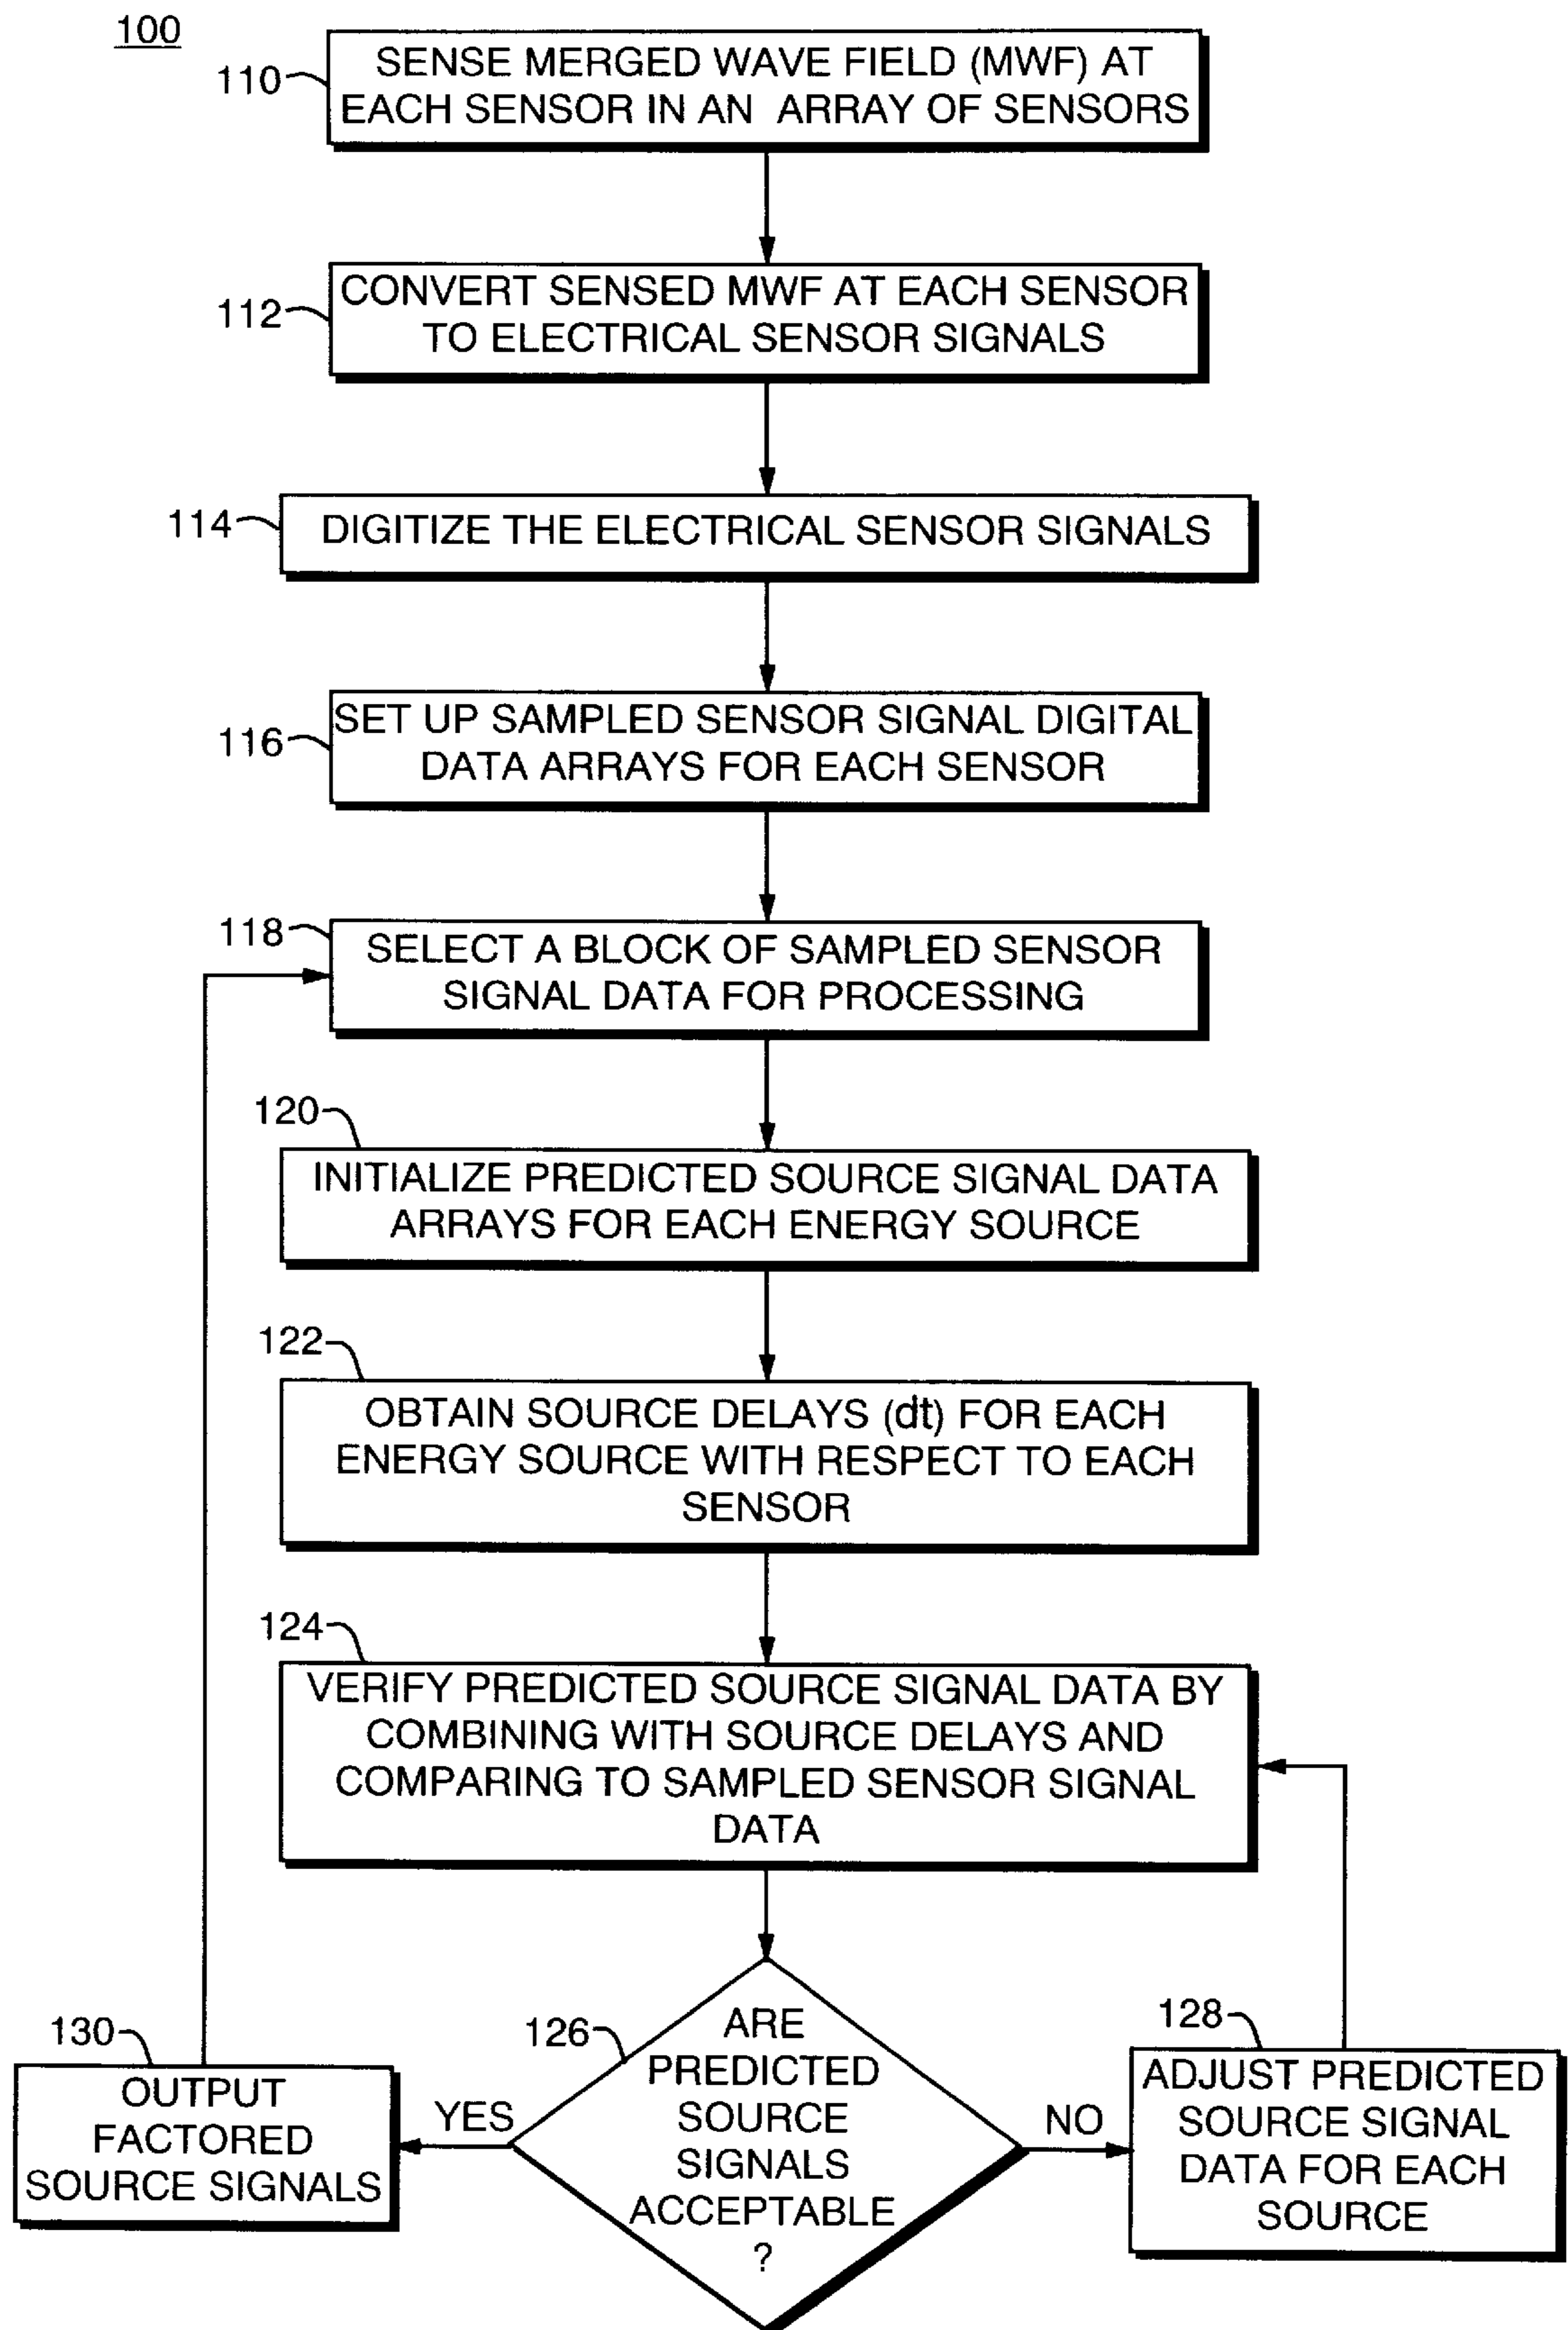 100
110
SENSE MERGED WAVE FIELD (MWF) AT
EACH SENSOR IN AN ARRAY OF SENSORS
112
CONVERT SENSED MWF AT EACH SENSOR
TO ELECTRICAL SENSOR SIGNALS
114
DIGITIZE THE ELECTRICAL SENSOR SIGNALS
116
SET UP SAMPLED SENSOR SIGNAL DIGITAL
DATA ARRAYS FOR EACH SENSOR
118
SELECT A BLOCK OF SAMPLED SENSOR
SIGNAL DATA FOR PROCESSING
120
INITIALIZE PREDICTED SOURCE SIGNAL DATA
ARRAYS FOR EACH ENERGY SOURCE
122
OBTAIN SOURCE DELAYS (dt) FOR EACH
ENERGY SOURCE WITH RESPECT TO EACH
SENSOR
124
VERIFY PREDICTED SOURCE SIGNAL DATA BY
COMBINING WITH SOURCE DELAYS AND
COMPARING TO SAMPLED SENSOR SIGNAL
DATA
126
ARE
PREDICTED
SOURCE
SIGNALS
ACCEPTABLE
?
YES
NO
130
OUTPUT
FACTORED
SOURCE SIGNALS
128
ADJUST PREDICTED
SOURCE SIGNAL
DATA FOR EACH
SOURCE